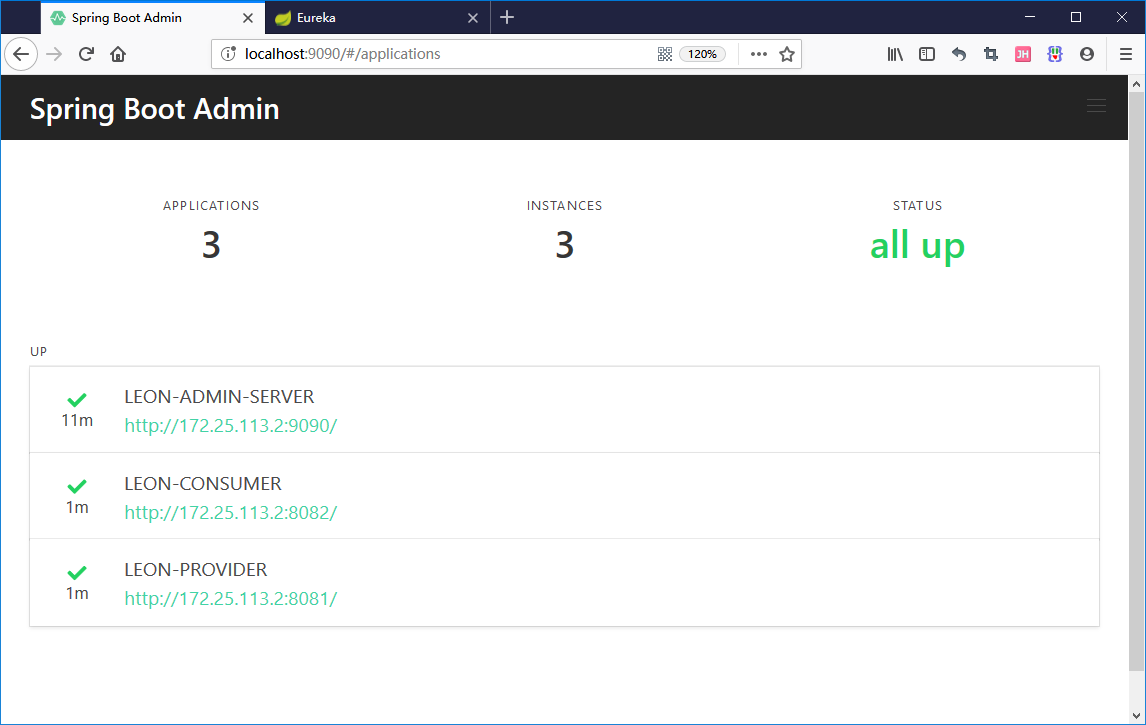 Spring Boot Admin
Eureka
localhost:9090/#/applications
120%
JH
Spring Boot Admin
APPLICATIONS
INSTANCES
STATUS
3
3
all up
UP
LEON-ADMIN-SERVER
11m
http://172.25.113.2:9090/
LEON-CONSUMER
1m
http://172.25.113.2:8082/
LEON-PROVIDER
1m
http://172.25.113.2:8081/